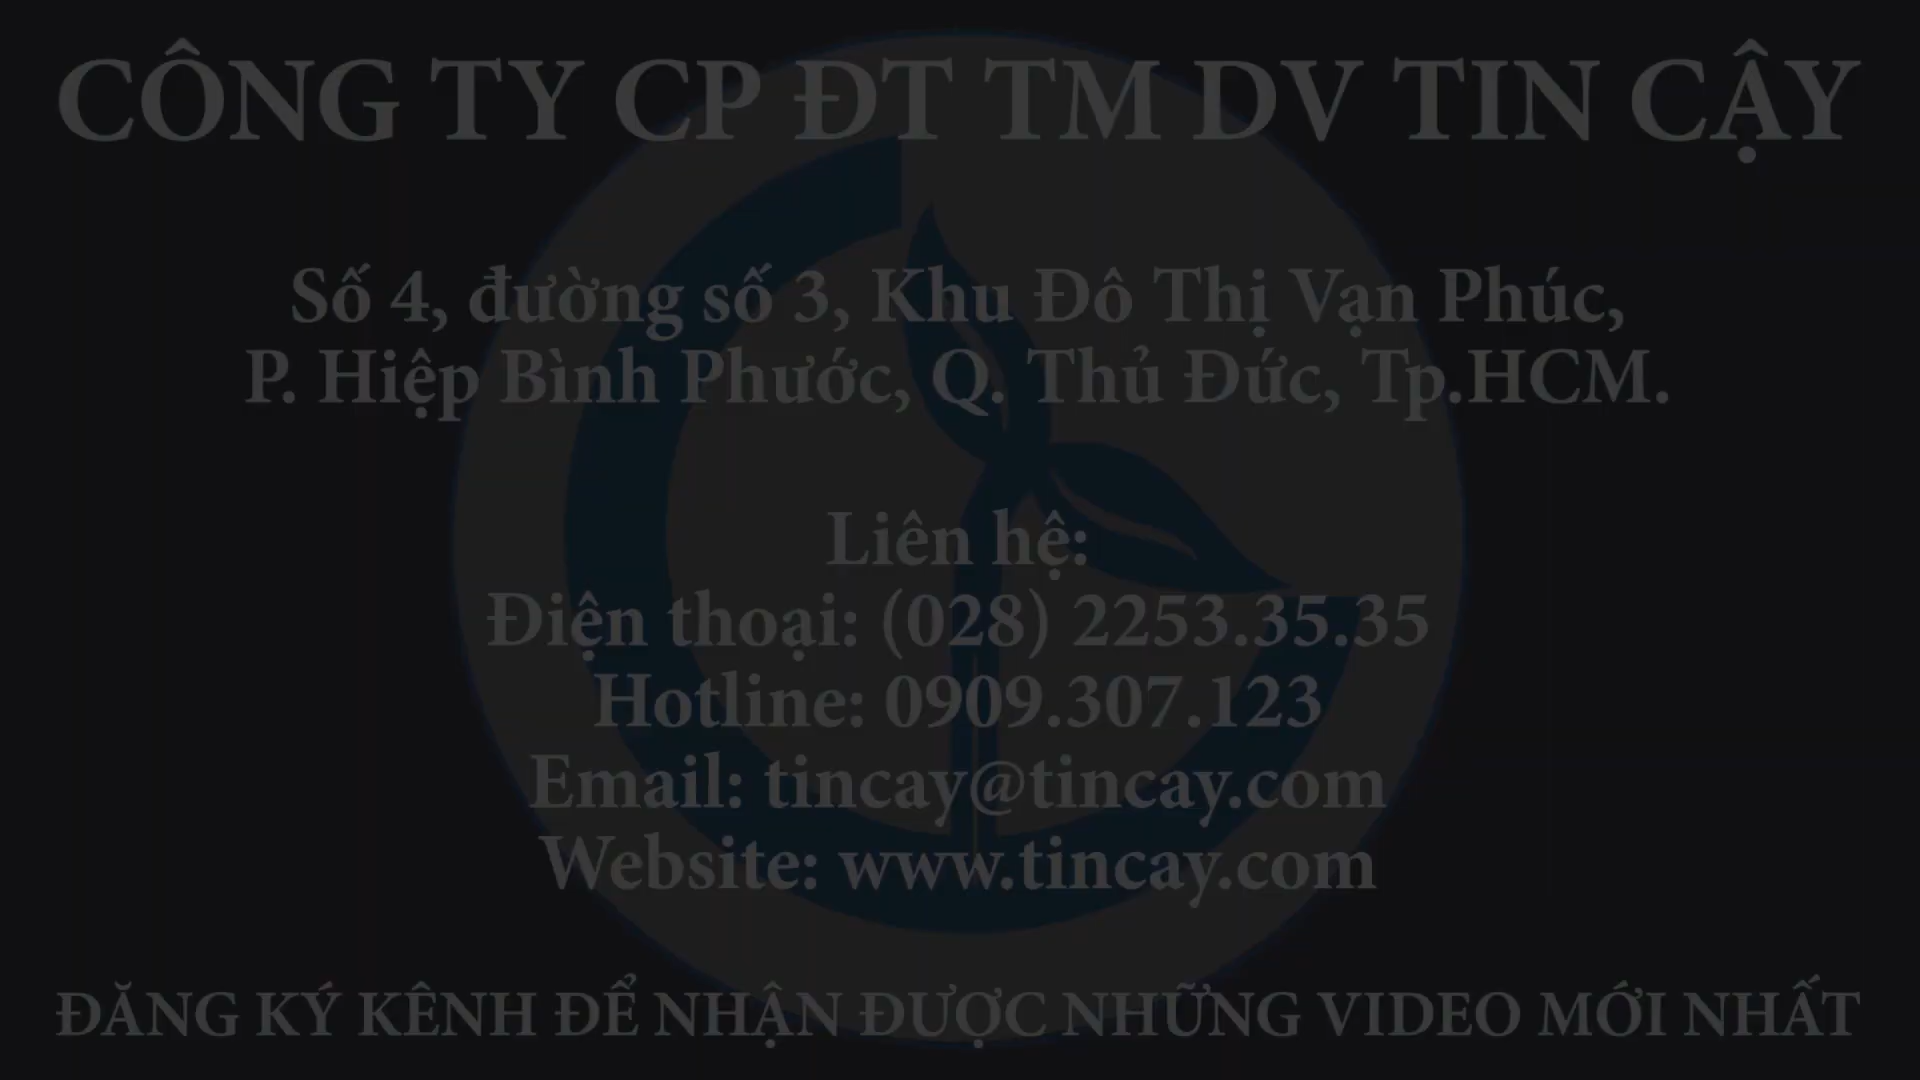 CÔNG TY CP ĐT TM DV TIN CẬY
Số 4, đường số 3, Khu Đô Thị Vạn Phúc,
P. Hiệp Bình Phước, Q. Thủ Đức, Tp.HCM.
Liên hệ:
Điện thoại: (028) 2253.35.35
Hotline: 0909.307.123
Email: tincay@tincay.com
Website: www.tincay.com
ĐĂNG KÝ KÊNH ĐỂ NHẬN ĐƯỢC NHỮNG VIDEO MỚI NHẤT